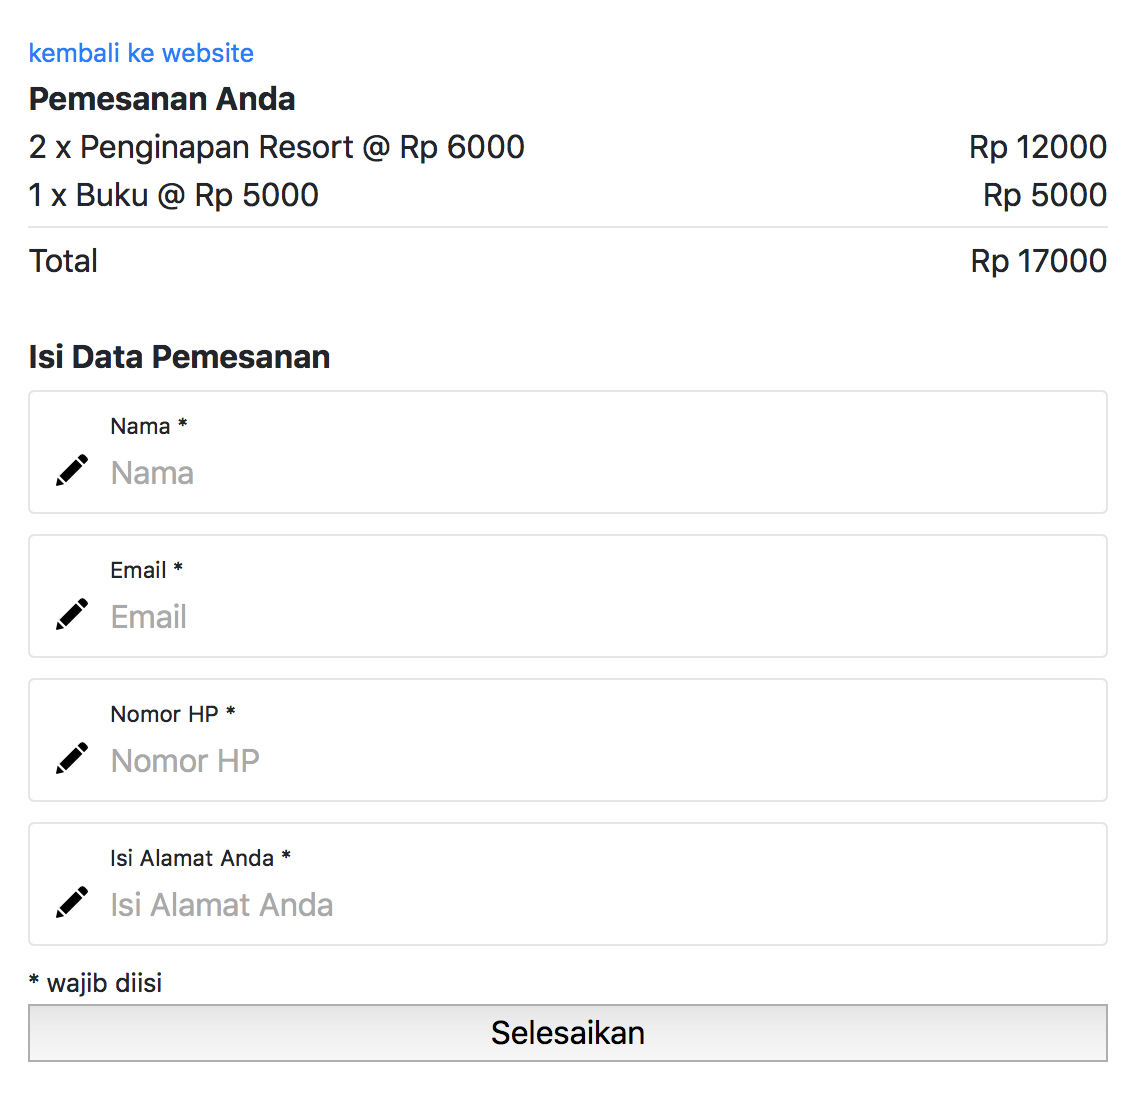 kembali ke website
Pemesanan Anda
2 x Penginapan Resort @ Rp 6000 Rp 12000
1 x Buku @ Rp 5000 Rp 5000
Total Rp 17000
Isi Data Pemesanan
Nama *
Nama
Email *
Email
Nomor HP *
Nomor HP
Isi Alamat Anda *
Isi Alamat Anda
* wajib diisi
Selesaikan